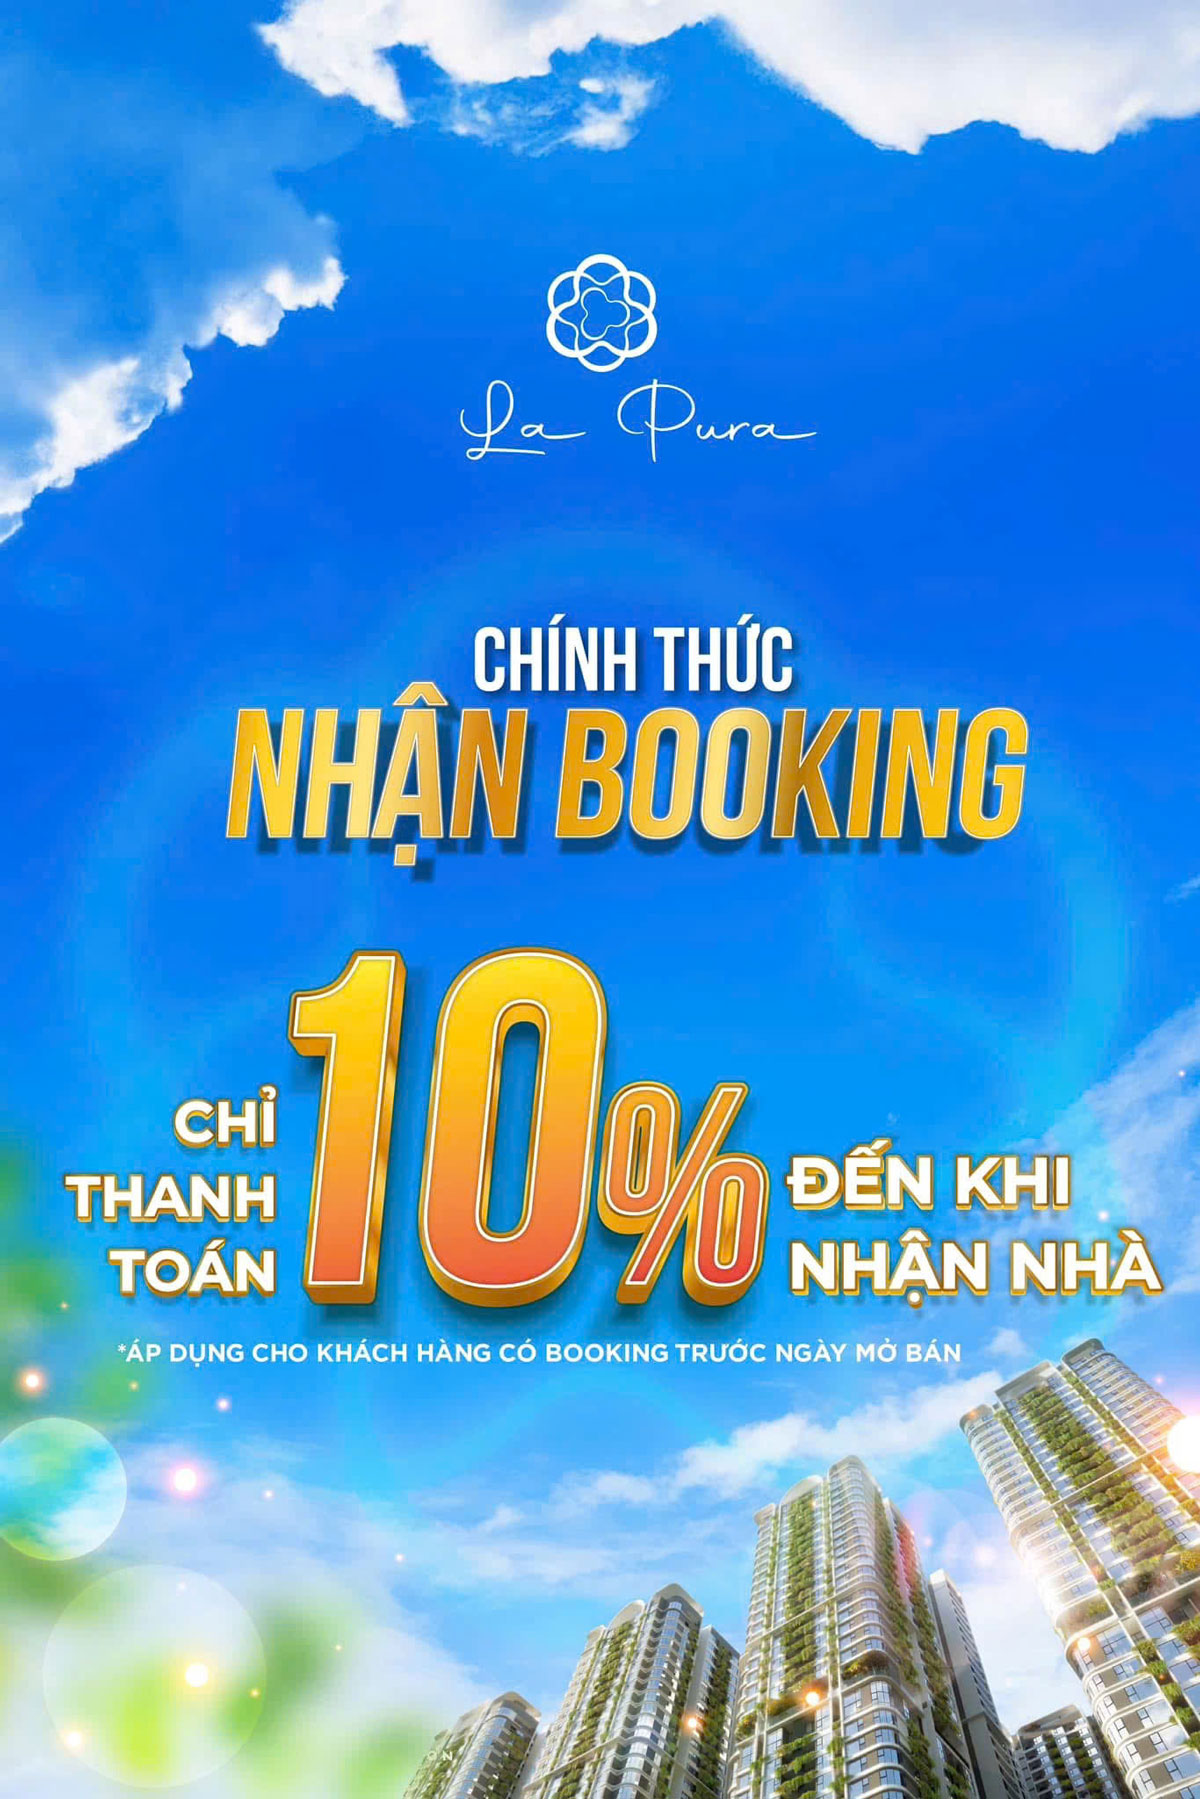 La Pura
CHÍNH THỨC
NHẬN BOOKING
CHỈ
THANH
TOÁN
10%
ĐẾN KHI
NHẬN NHÀ
*ÁP DỤNG CHO KHÁCH HÀNG CÓ BOOKING TRƯỚC NGÀY MỞ BÁN